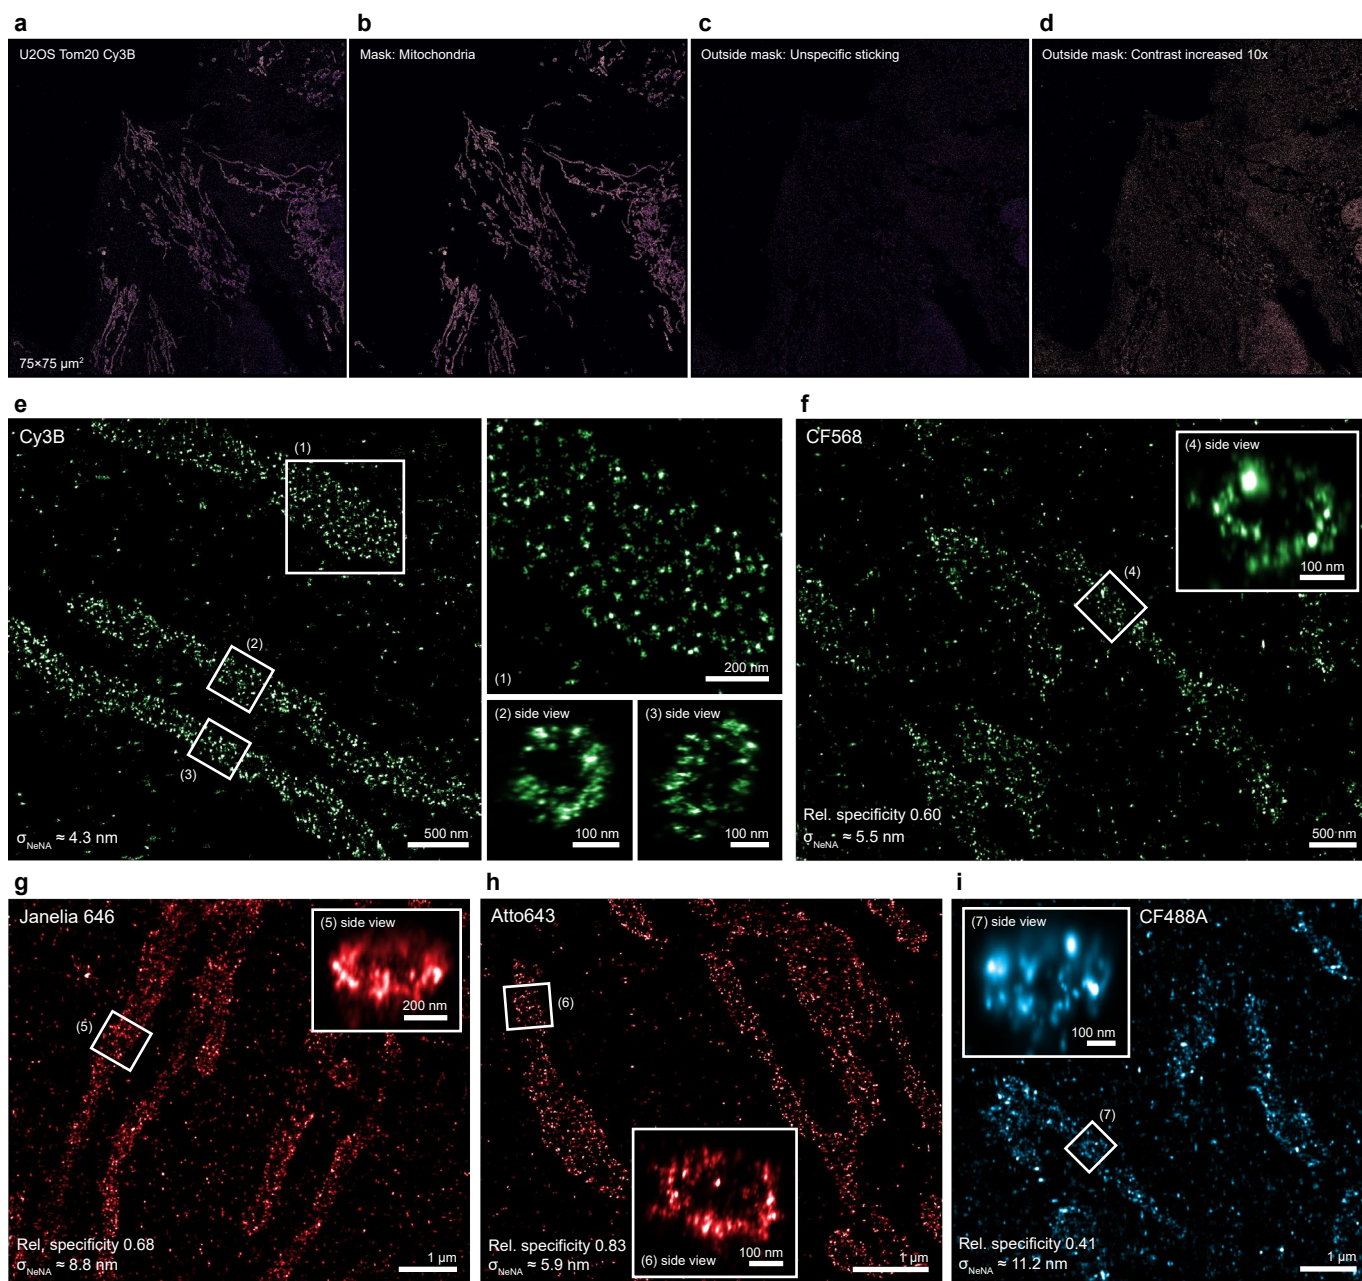 a
U2OS Tom20 Cy3B
75×75 µm²
b
Mask: Mitochondria
c
Outside mask: Unspecific sticking
d
Outside mask: Contrast increased 10x
e
Cy3B
(1)
(2)
(3)
σNeNA ≈ 4.3 nm
500 nm
(1)
200 nm
(2) side view
100 nm
(3) side view
100 nm
f
CF568
(4)
(4) side view
100 nm
Rel. specificity 0.60
σNeNA ≈ 5.5 nm
500 nm
g
Janelia 646
(5)
(5) side view
200 nm
Rel. specificity 0.68
σNeNA ≈ 8.8 nm
1 µm
h
Atto643
(6)
(6) side view
100 nm
Rel. specificity 0.83
σNeNA ≈ 5.9 nm
1 µm
i
(7) side view
100 nm
CF488A
(7)
Rel. specificity 0.41
σNeNA ≈ 11.2 nm
1 µm